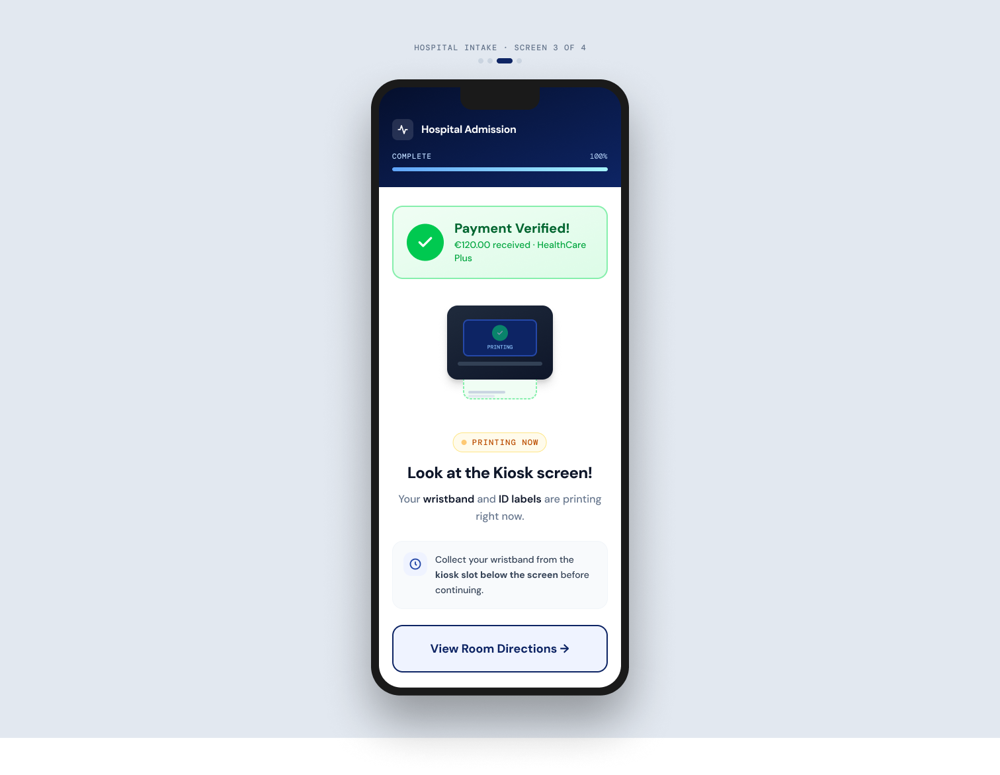 HOSPITAL INTAKE · SCREEN 3 OF 4
Hospital Admission
COMPLETE 100%
Payment Verified!
€120.00 received · HealthCare
Plus
PRINTING
PRINTING NOW
Look at the Kiosk screen!
Your wristband and ID labels are printing
right now.
Collect your wristband from the
kiosk slot below the screen before
continuing.
View Room Directions →